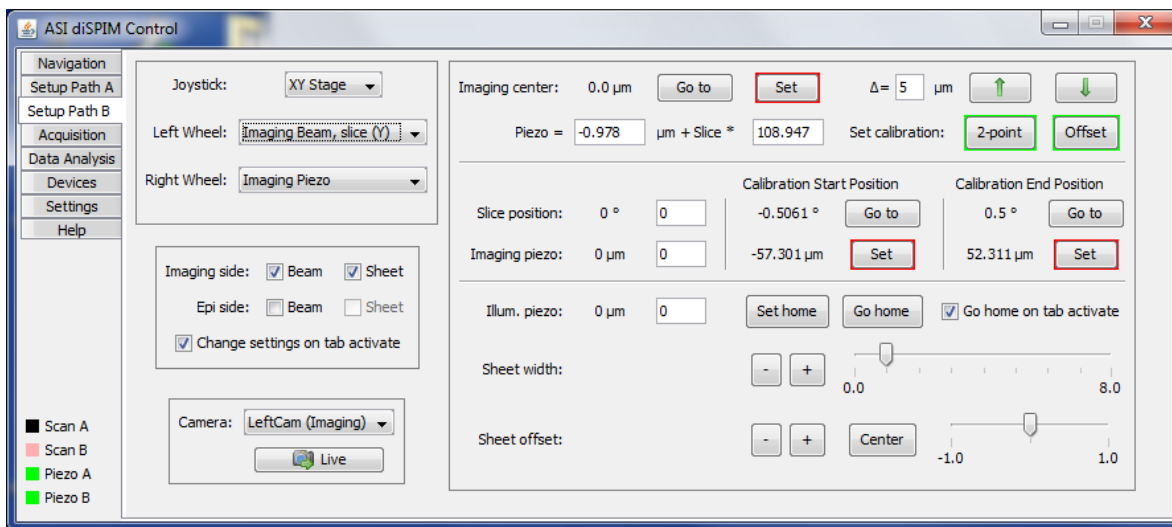 ASI diSPIM Control
Navigation
Setup Path A
Setup Path B
Acquisition
Data Analysis
Devices
Settings
Help
Scan A
Scan B
Piezo A
Piezo B
Joystick: XY Stage
Left Wheel: Imaging Beam, slice (Y)
Right Wheel: Imaging Piezo
Imaging side: Beam Sheet
Epi side: Beam Sheet
Change settings on tab activate
Camera: LeftCam (Imaging)
Live
Imaging center: 0.0 µm Go to Set Δ= 5 µm
Piezo = -0.978 µm + Slice * 108.947 Set calibration: 2-point Offset
Calibration Start Position Calibration End Position
Slice position: 0 ° 0 -0.5061 ° Go to 0.5 ° Go to
Imaging piezo: 0 µm 0 -57.301 µm Set 52.311 µm Set
Illum. piezo: 0 µm 0 Set home Go home Go home on tab activate
Sheet width: - +
0.0 8.0
Sheet offset: - + Center
-1.0 1.0